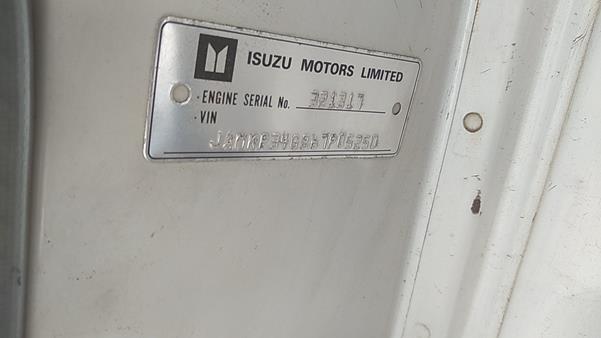 ISUZU MOTORS LIMITED
· ENGINE SERIAL No. 321317
· VIN